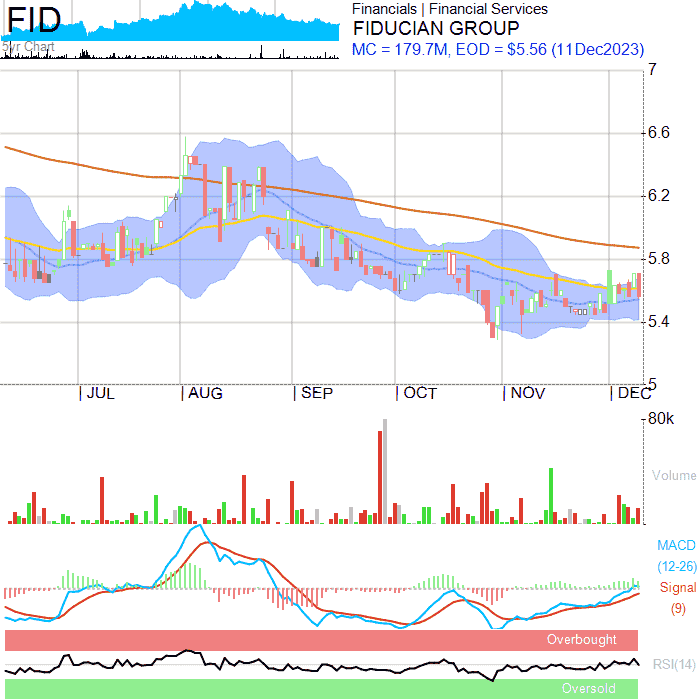 FID
5yr Chart
Financials | Financial Services
FIDUCIAN GROUP
MC = 179.7M, EOD = $5.56 (11Dec2023)
7
6.6
6.2
5.8
5.4
5
| JUL | AUG | SEP | OCT | NOV | DEC
80k
Volume
MACD
(12-26)
Signal
(9)
Overbought
RSI(14)
Oversold